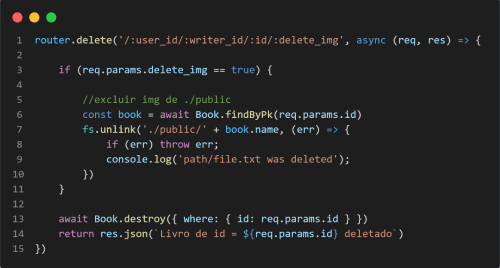 1 router.delete('/:user_id/:writer_id/:id/:delete_img', async (req, res) => {
2
3 if (req.params.delete_img == true) {
4
5 //excluir img de ./public
6 const book = await Book.findByPk(req.params.id)
7 fs.unlink('./public/' + book.name, (err) => {
8 if (err) throw err;
9 console.log('path/file.txt was deleted');
10 })
11 }
12
13 await Book.destroy({ where: { id: req.params.id } })
14 return res.json(`Livro de id = ${req.params.id} deletado`)
15 })